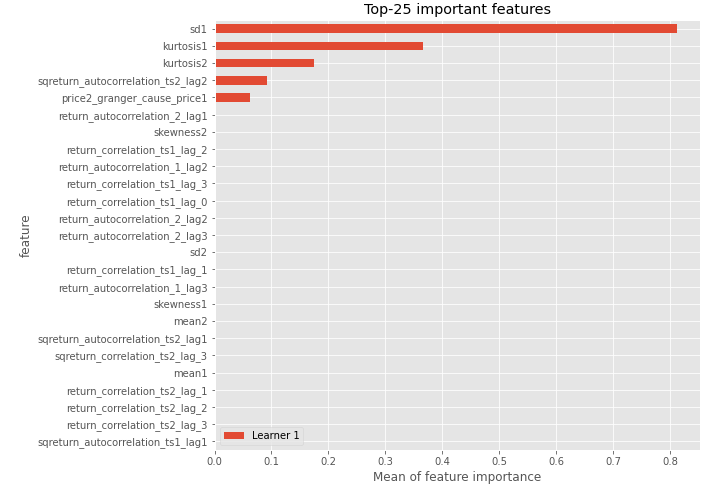 Top-25 important features
sd1
kurtosis1
kurtosis2
sqreturn_autocorrelation_ts2_lag2
price2_granger_cause_price1
return_autocorrelation_2_lag1
skewness2
return_correlation_ts1_lag_2
return_autocorrelation_1_lag2
return_correlation_ts1_lag_3
return_correlation_ts1_lag_0
return_autocorrelation_2_lag2
return_autocorrelation_2_lag3
sd2
return_correlation_ts1_lag_1
return_autocorrelation_1_lag3
skewness1
mean2
sqreturn_autocorrelation_ts2_lag1
sqreturn_correlation_ts2_lag_3
mean1
return_correlation_ts2_lag_1
return_correlation_ts2_lag_2
return_correlation_ts2_lag_3
sqreturn_autocorrelation_ts1_lag1
feature
Learner 1
0.0 0.1 0.2 0.3 0.4 0.5 0.6 0.7 0.8
Mean of feature importance